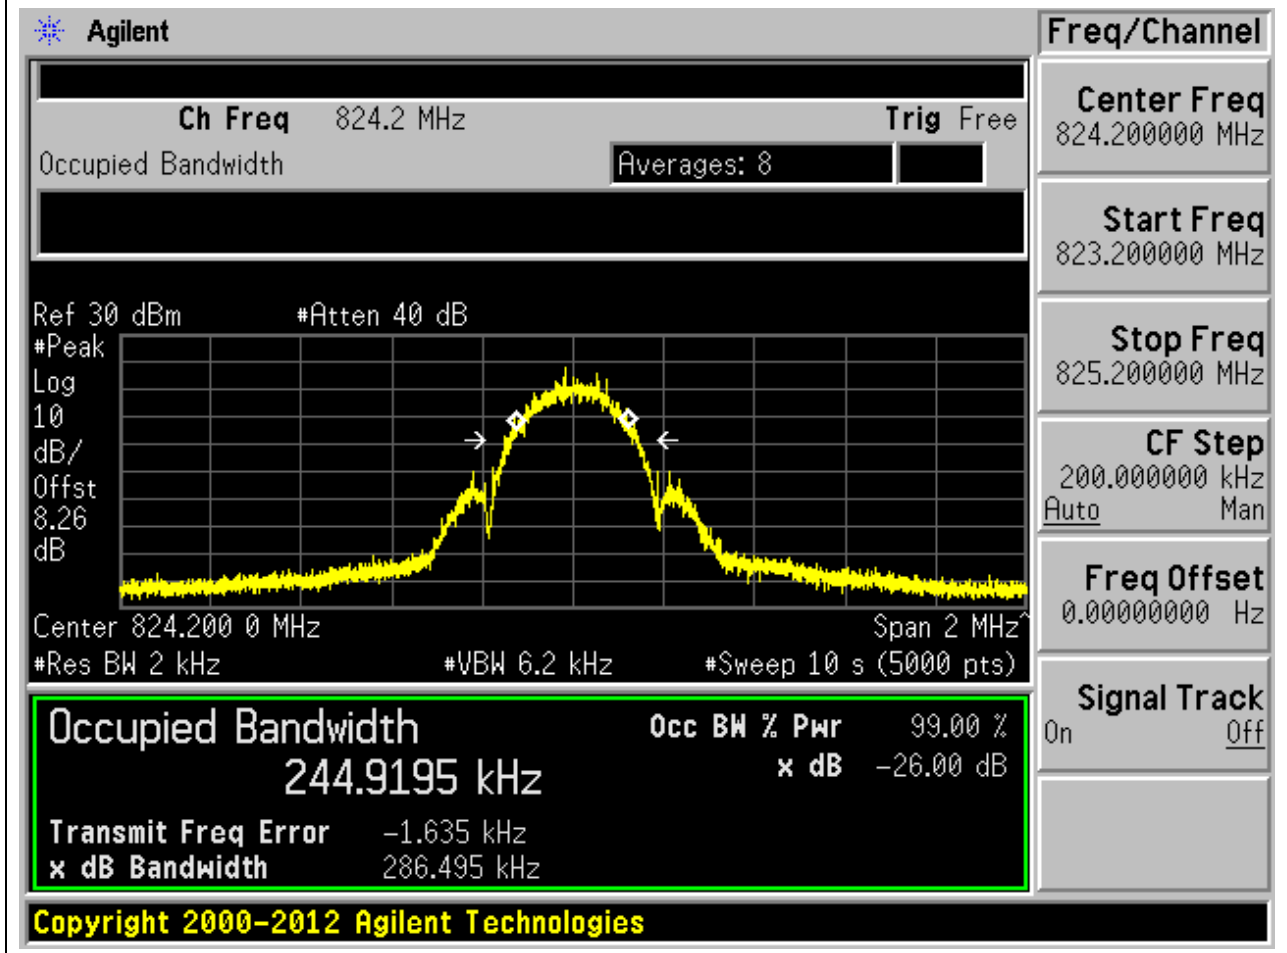 Agilent
Freq/Channel
Ch Freq 824.2 MHz Trig Free
Occupied Bandwidth Averages: 8
Center Freq
824.200000 MHz
Start Freq
823.200000 MHz
Stop Freq
825.200000 MHz
CF Step
200.000000 kHz
Auto Man
Freq Offset
0.00000000 Hz
Signal Track
On Off
Ref 30 dBm #Atten 40 dB
#Peak
Log
10
dB/
Offst
8.26
dB
Center 824.200 0 MHz Span 2 MHz^
#Res BW 2 kHz #VBW 6.2 kHz #Sweep 10 s (5000 pts)
Occupied Bandwidth
244.9195 kHz
Occ BW % Pwr 99.00 %
x dB -26.00 dB
Transmit Freq Error -1.635 kHz
x dB Bandwidth 286.495 kHz
Copyright 2000-2012 Agilent Technologies